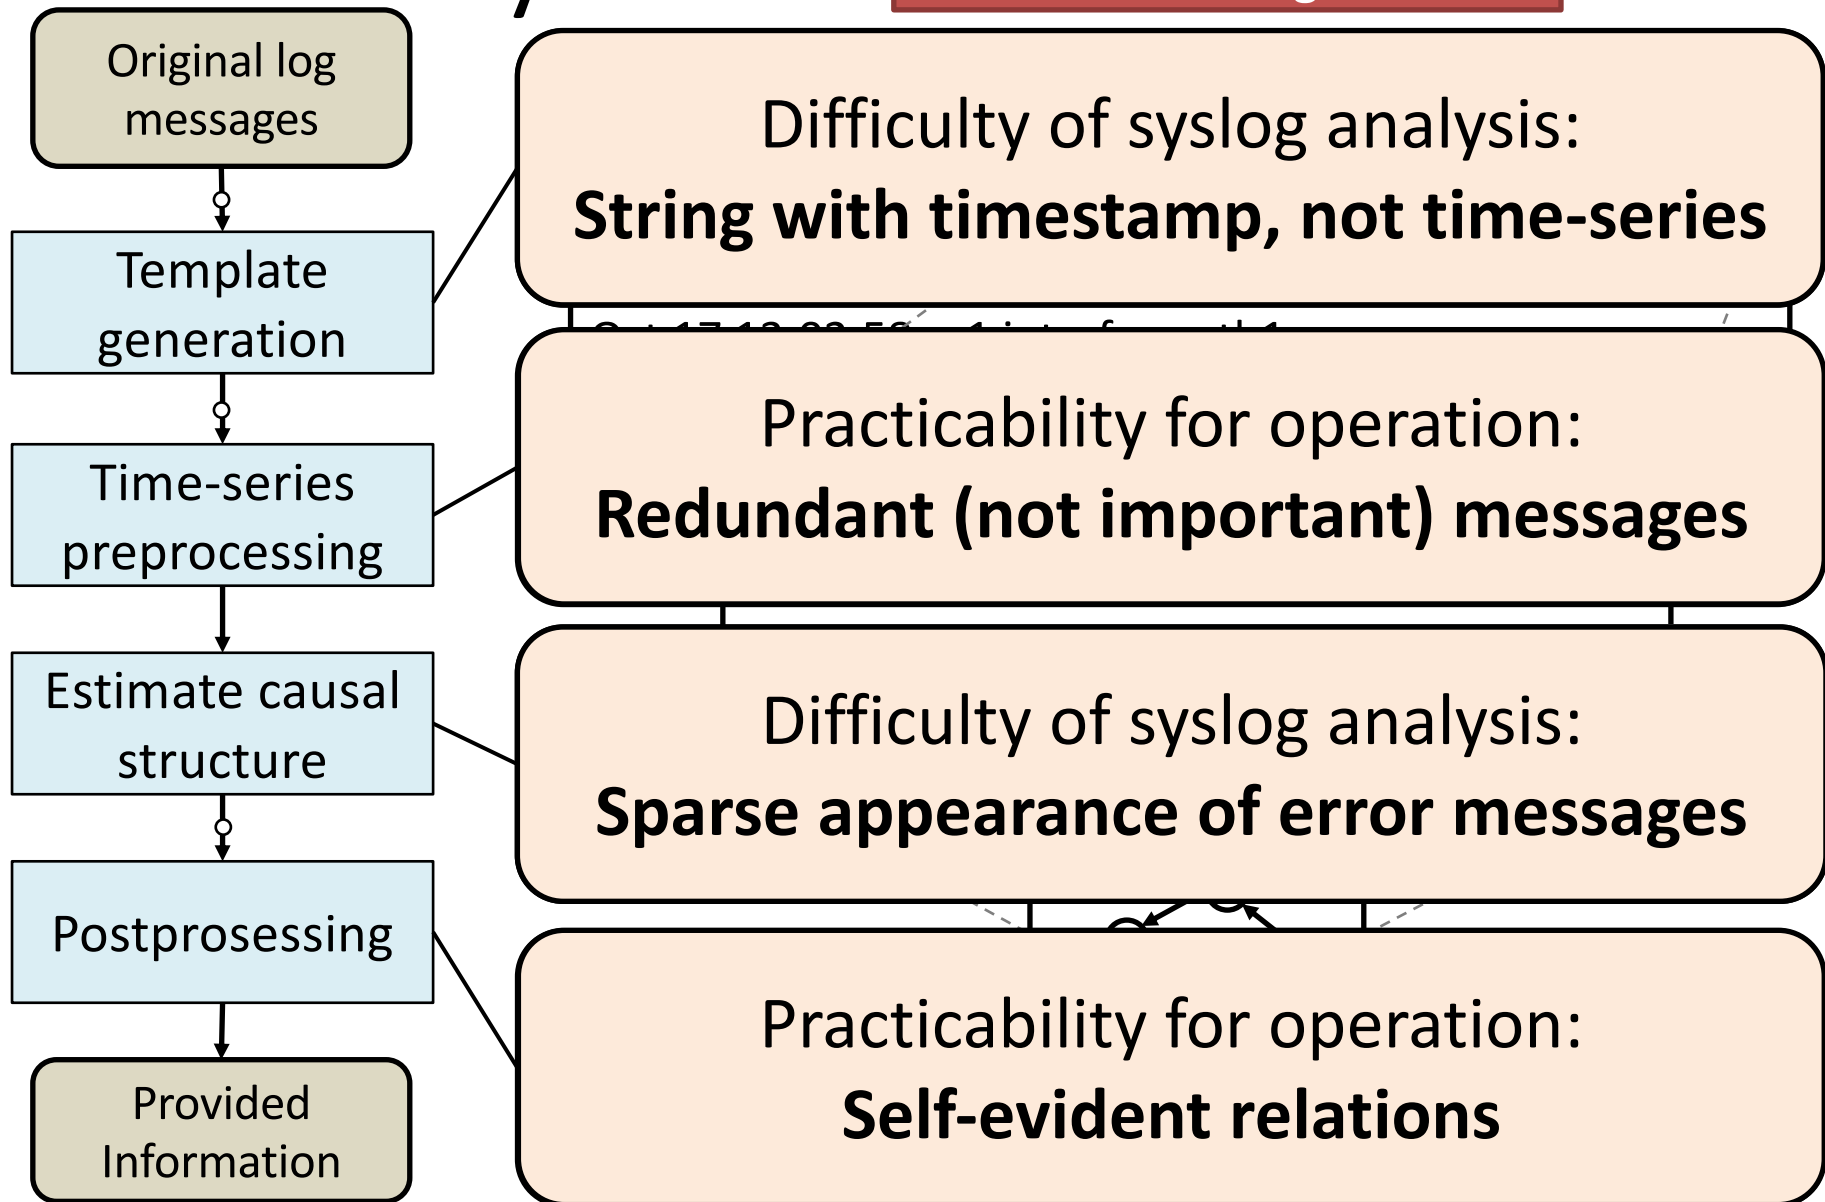 Original log
messages
Template
generation
Time-series
preprocessing
Estimate causal
structure
Postprosessing
Provided
Information
Difficulty of syslog analysis:
String with timestamp, not time-series
Practicability for operation:
Redundant (not important) messages
Difficulty of syslog analysis:
Sparse appearance of error messages
Practicability for operation:
Self-evident relations